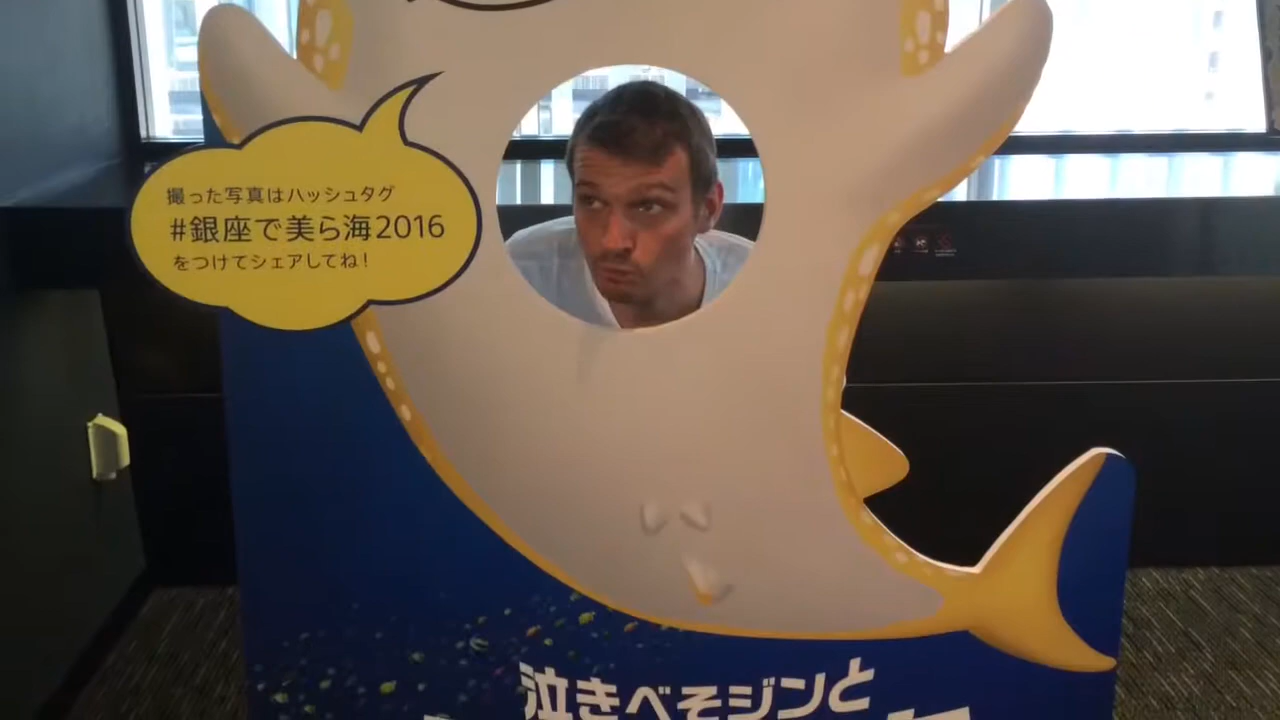 撮った写真はハッシュタグ
#銀座で美ら海2016
をつけてシェアしてね！
泣きべそジンと